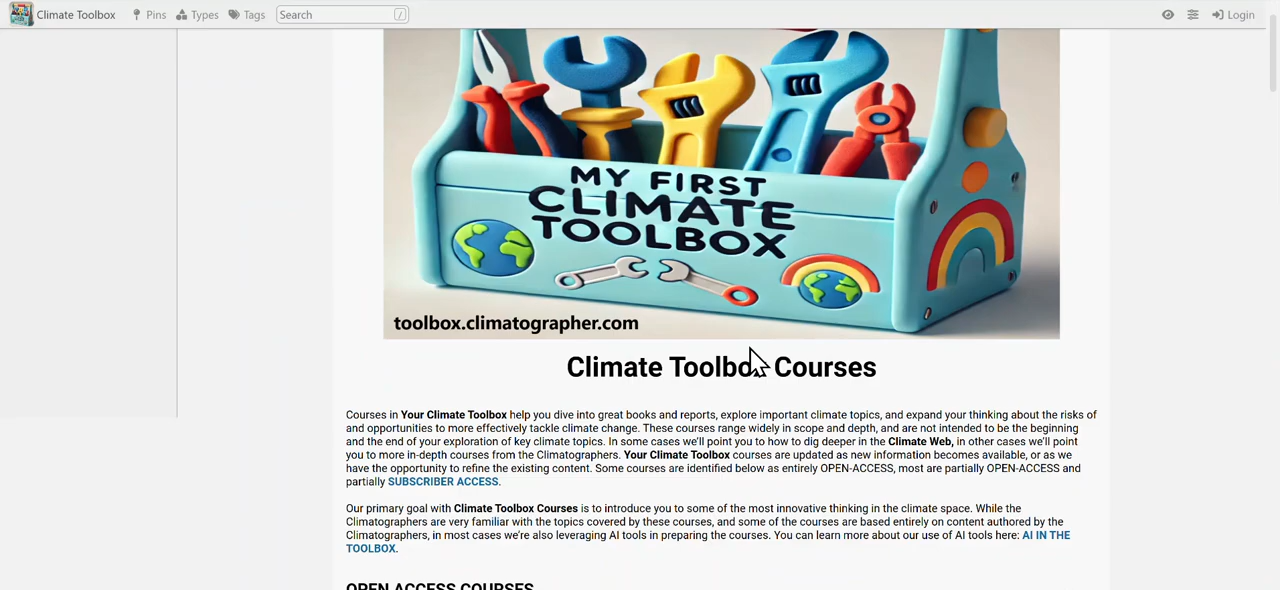 Climate Toolbox Pins Types Tags Search / Login
MY FIRST
CLIMATE
TOOLBOX
toolbox.climatographer.com
Climate Toolbox Courses
Courses in Your Climate Toolbox help you dive into great books and reports, explore important climate topics, and expand your thinking about the risks of
and opportunities to more effectively tackle climate change. These courses range widely in scope and depth, and are not intended to be the beginning
and the end of your exploration of key climate topics. In some cases we'll point you to how to dig deeper in the Climate Web, in other cases we'll point
you to more in-depth courses from the Climatographers. Your Climate Toolbox courses are updated as new information becomes available, or as we
have the opportunity to refine the existing content. Some courses are identified below as entirely OPEN-ACCESS, most are partially OPEN-ACCESS and
partially SUBSCRIBER ACCESS.
Our primary goal with Climate Toolbox Courses is to introduce you to some of the most innovative thinking in the climate space. While the
Climatographers are very familiar with the topics covered by these courses, and some of the courses are based entirely on content authored by the
Climatographers, in most cases we're also leveraging AI tools in preparing the courses. You can learn more about our use of AI tools here: AI IN THE
TOOLBOX.
OPEN ACCESS COURSES